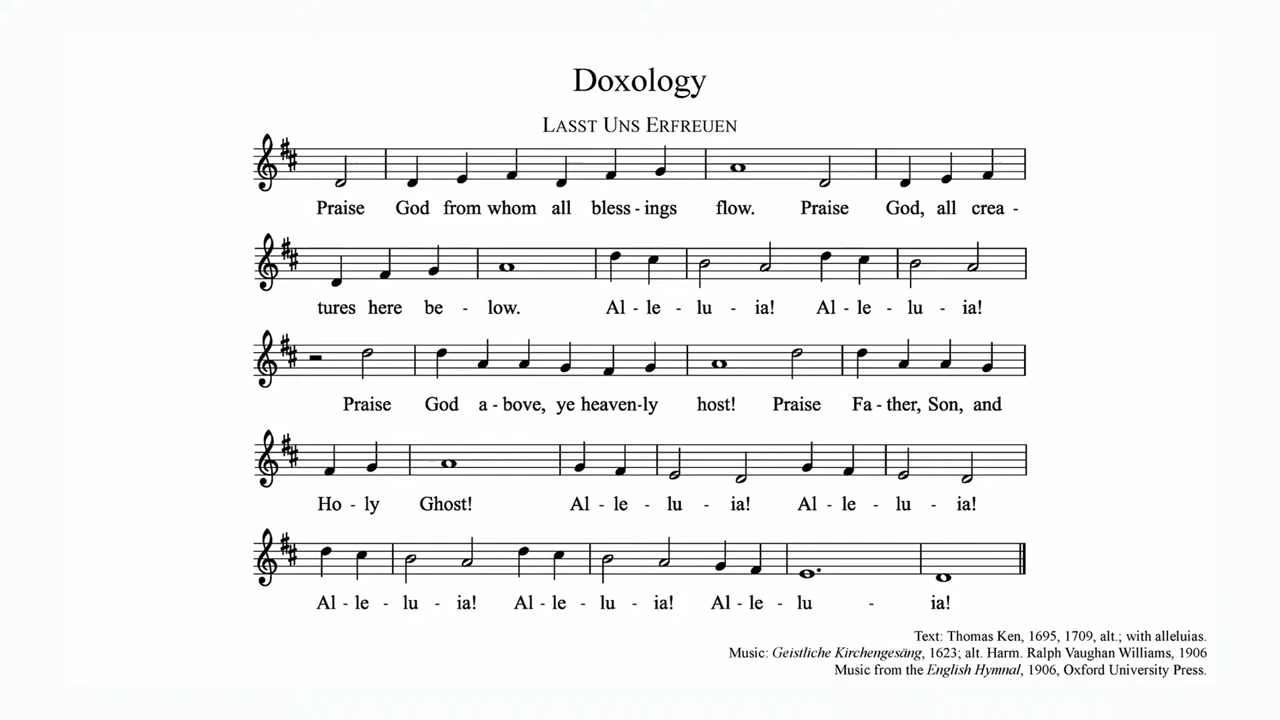 Doxology
LASST UNS ERFREUEN
Praise God from whom all bless - ings flow. Praise God, all crea -
tures here be - low. Al - le - lu - ia! Al - le - lu - ia!
Praise God a - bove, ye heaven - ly host! Praise Fa - ther, Son, and
Ho - ly Ghost! Al - le - lu - ia! Al - le - lu - ia!
Al - le - lu - ia! Al - le - lu - ia! Al - le - lu - ia!
Text: Thomas Ken, 1695, 1709, alt.; with alleluias.
Music: Geistliche Kirchengesäng, 1623; alt. Harm. Ralph Vaughan Williams, 1906
Music from the English Hymnal, 1906, Oxford University Press.